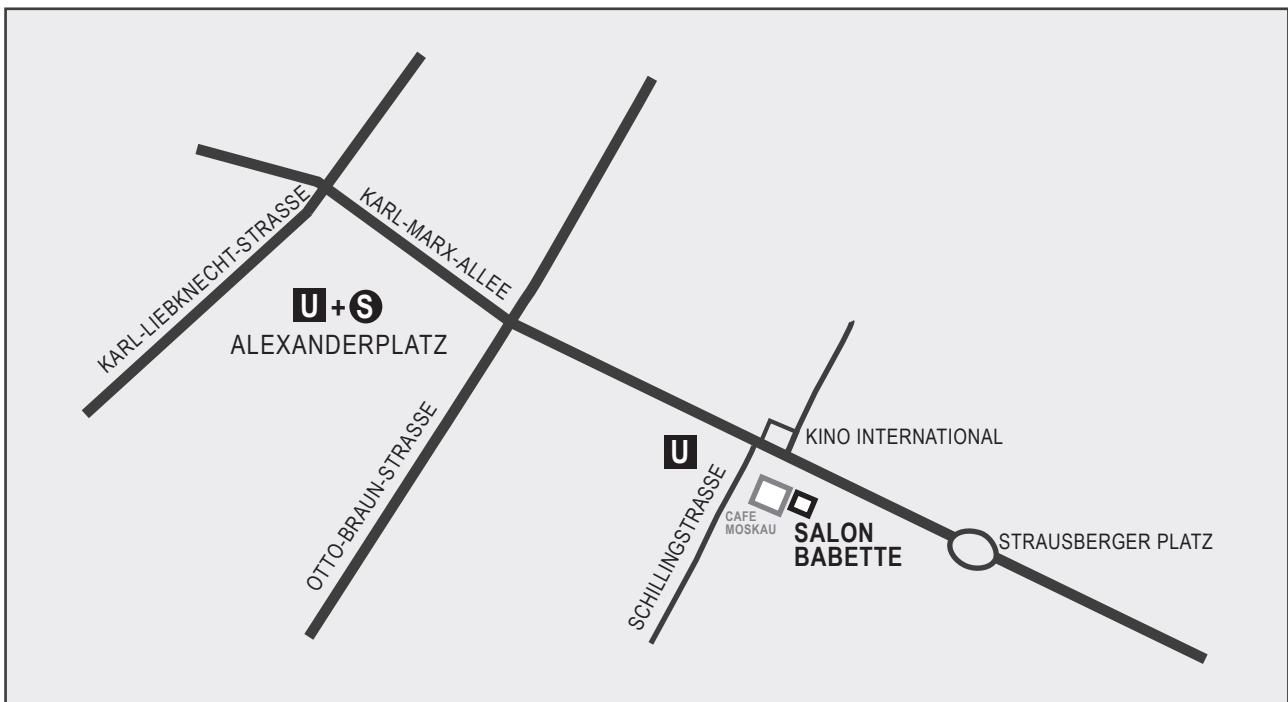 KARL-LIEBKNECHT-STRASSE
KARL-MARX-ALLEE
U+S
ALEXANDERPLATZ
OTTO-BRAUN-STRASSE
U
SCHILLINGSTRASSE
KINO INTERNATIONAL
CAFE
MOSKAU
SALON
BABETTE
STRAUSBERGER PLATZ